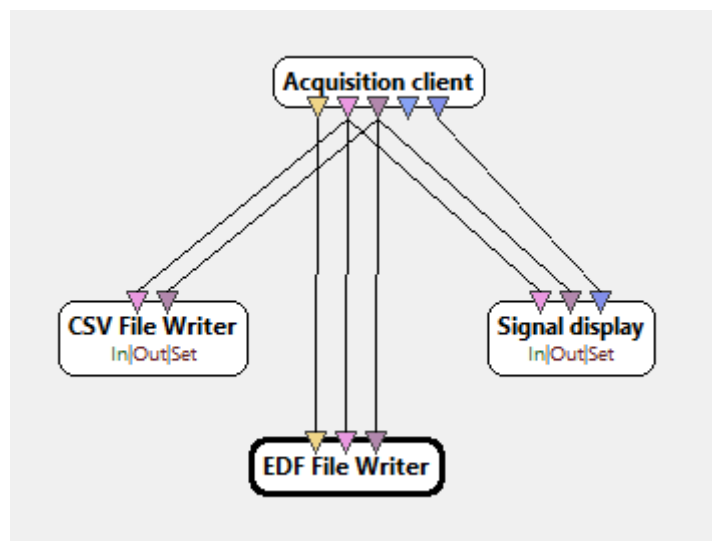 Acquisition client
CSV File Writer
In|Out|Set
Signal display
In|Out|Set
EDF File Writer